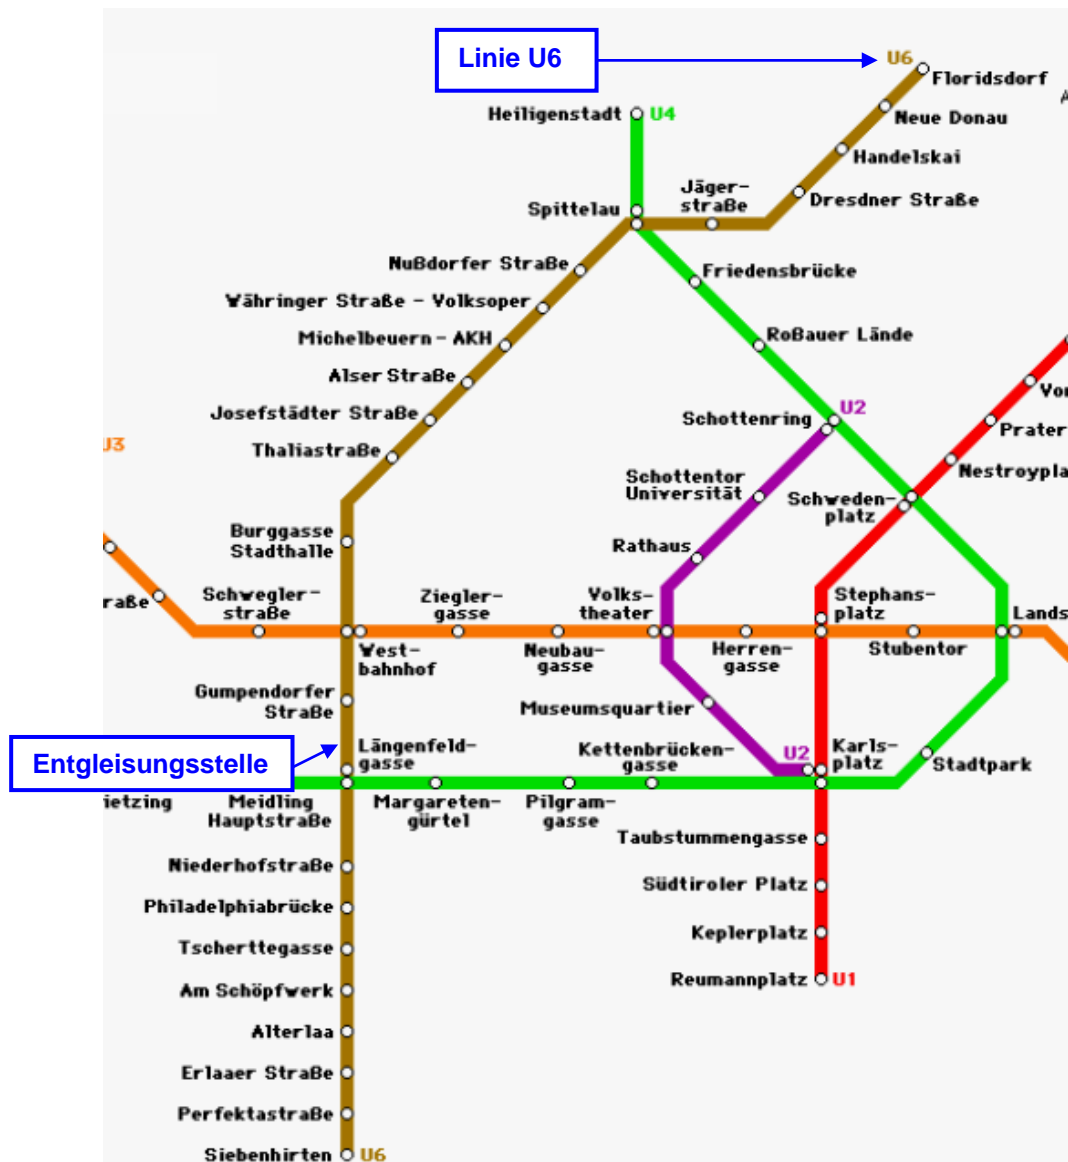 Linie U6
U6
Floridsdorf
Heiligenstadt
U4
Neue Donau
Handelskai
Jäger-
straße
Dresdner Straße
Spittelau
Nußdorfer Straße
Friedensbrücke
Währinger Straße - Volksoper
Michelbeuern - AKH
Roßauer Lände
Alser Straße
Josefstädter Straße
Schottenring
U2
U3
Prater
Thaliastraße
Schottentor
Universität
Nestroypla
Schweden-
platz
Burggasse
Stadthalle
Rathaus
Schwegler-
straße
Ziegler-
gasse
Volks-
theater
Stephans-
platz
raße
Lands
West-
bahnhof
Neubau-
gasse
Herren-
gasse
Stubentor
Gumpendorfer
Straße
Museumsquartier
Entgleisungsstelle
Längenfeld-
gasse
Kettenbrücken-
gasse
U2
Karls-
platz
Stadtpark
ietzing
Meidling
Hauptstraße
Margareten-
gürtel
Pilgram-
gasse
Taubstummengasse
Niederhofstraße
Südtiroler Platz
Philadelphiabrücke
Keplerplatz
Tscherttegasse
Reumannplatz
U1
Am Schöpfwerk
Alterlaa
Erlaaer Straße
Perfektastraße
Siebenhirten
U6